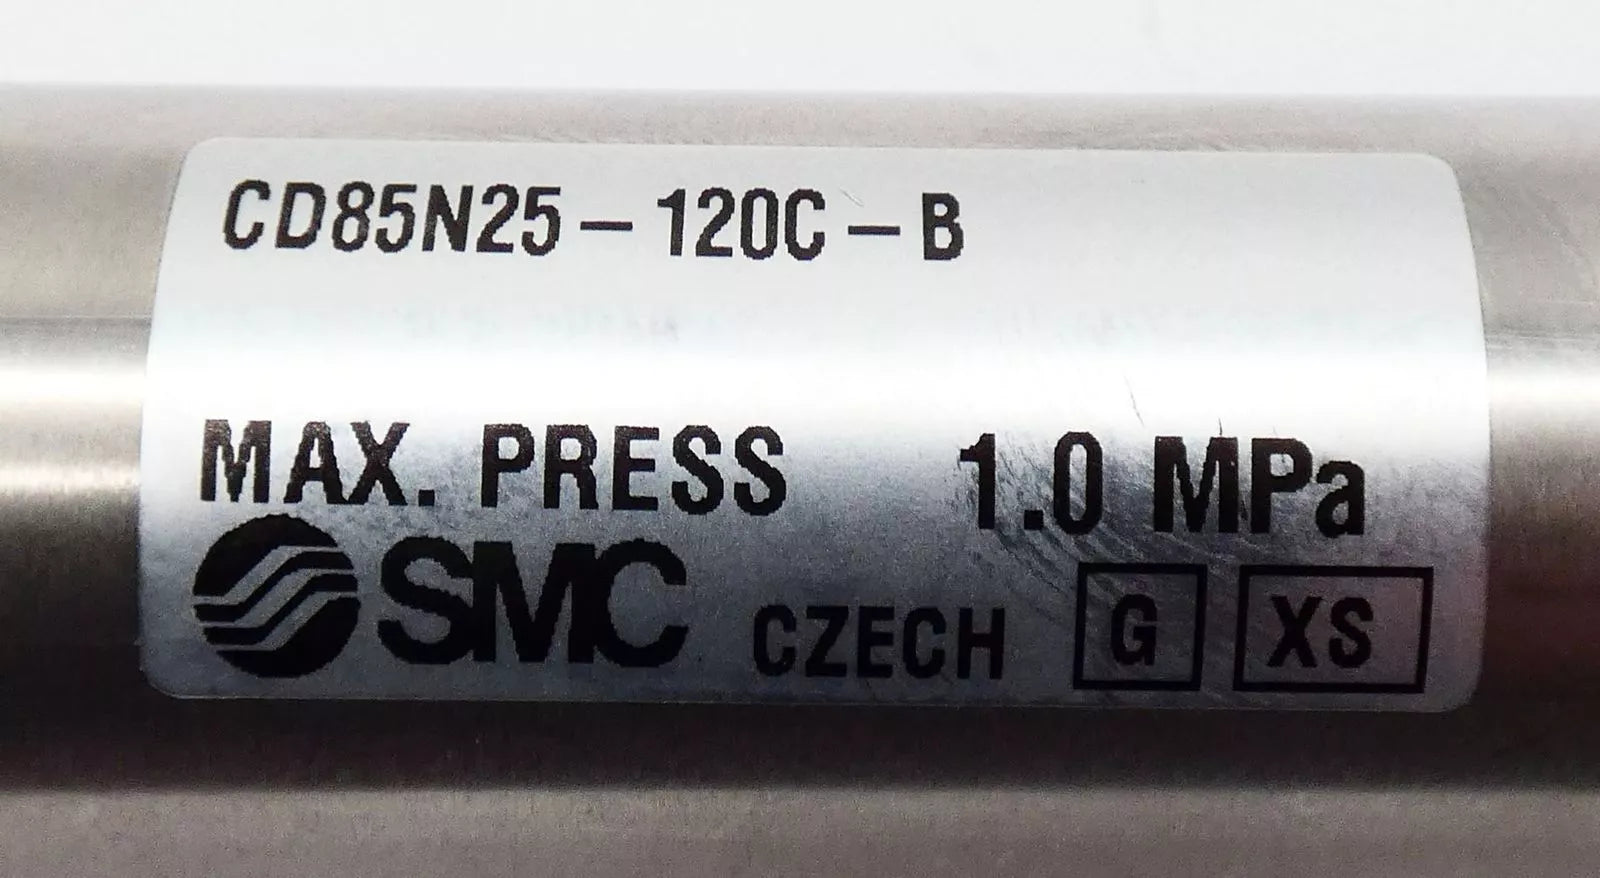 CD85N25-120C-B
MAX. PRESS 1.0 MPa
SMC CZECH G XS